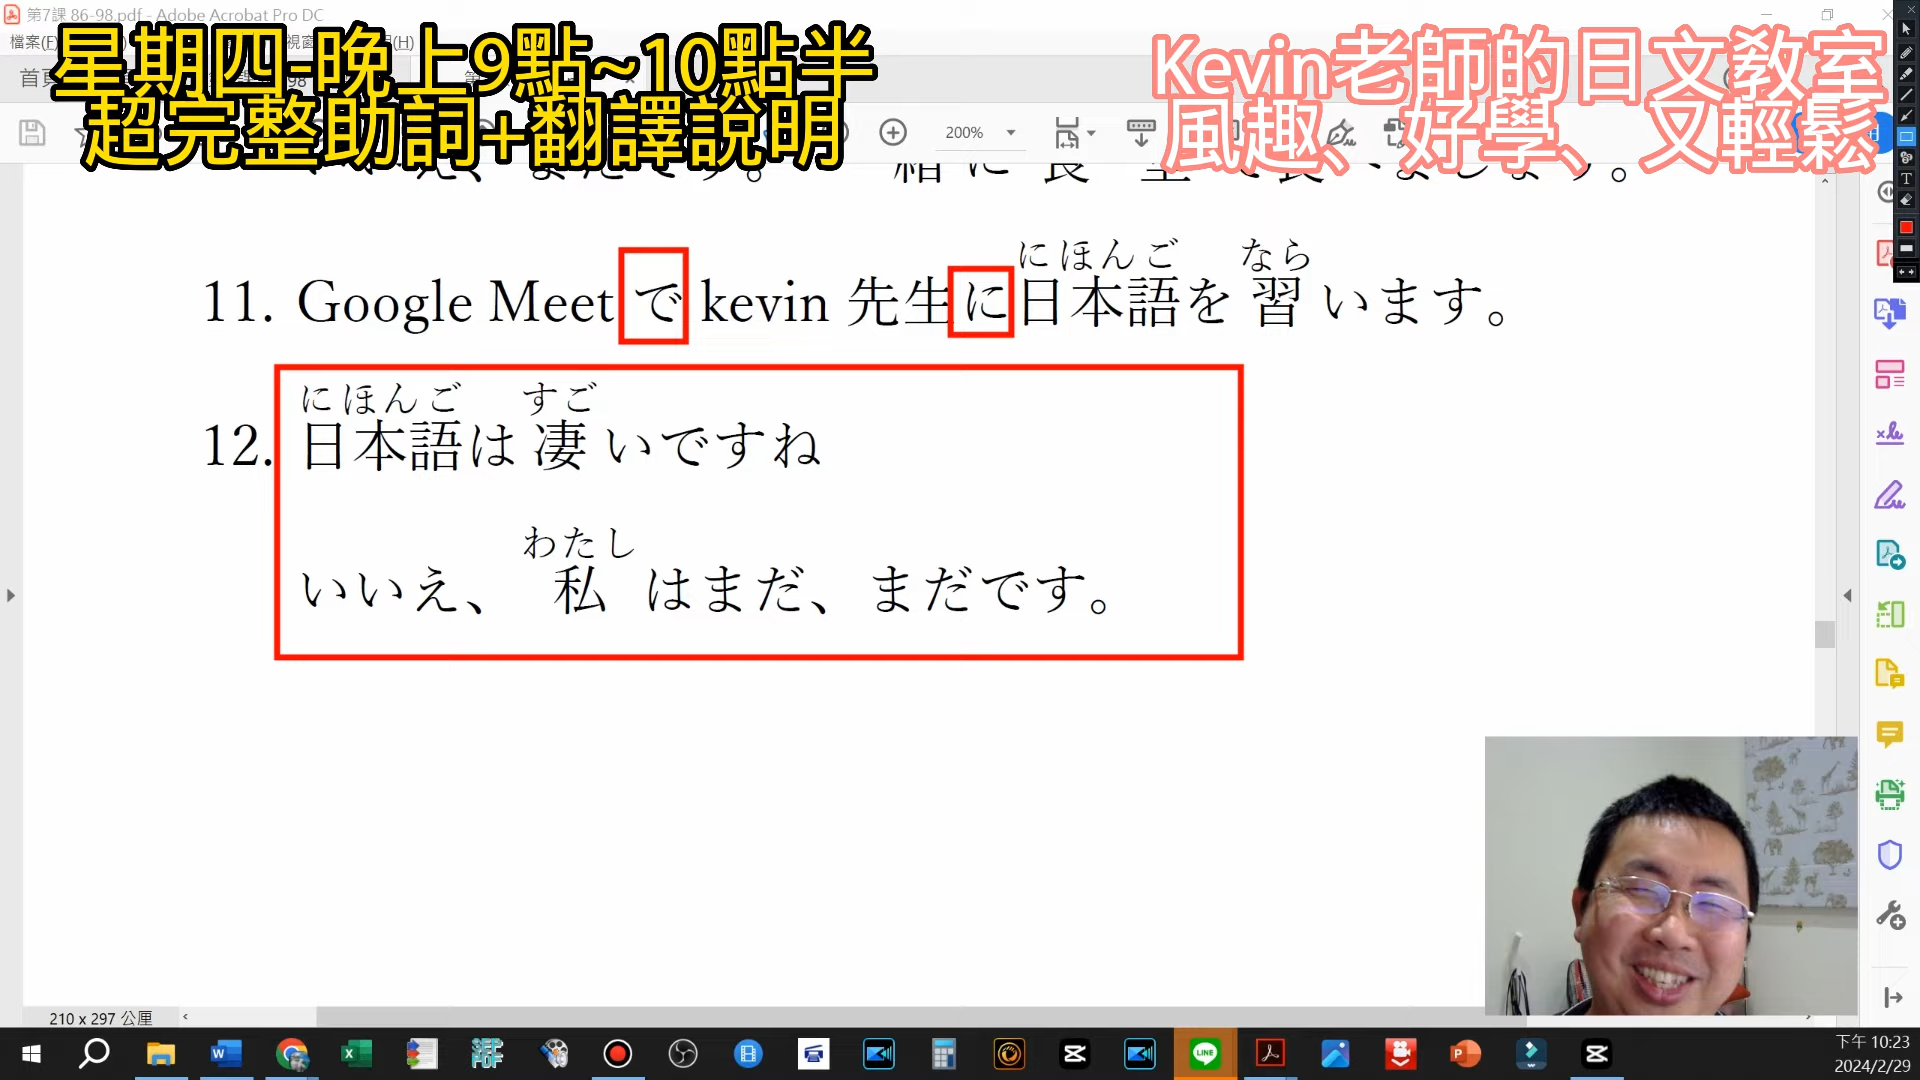 第7課 86-98.pdf - Adobe Acrobat Pro DC
星期四-晚上9點~10點半
超完整助詞+翻譯說明
Kevin老師的日文教室
風趣、好學、又輕鬆
檔案(F)
(H)
200%
にほんご なら
11. Google Meet で kevin 先生に日本語を習います。
にほんご すご
12. 日本語は凄いですね
わたし
いいえ、私はまだ、まだです。
210 x 297 公厘
下午 10:23
2024/2/29